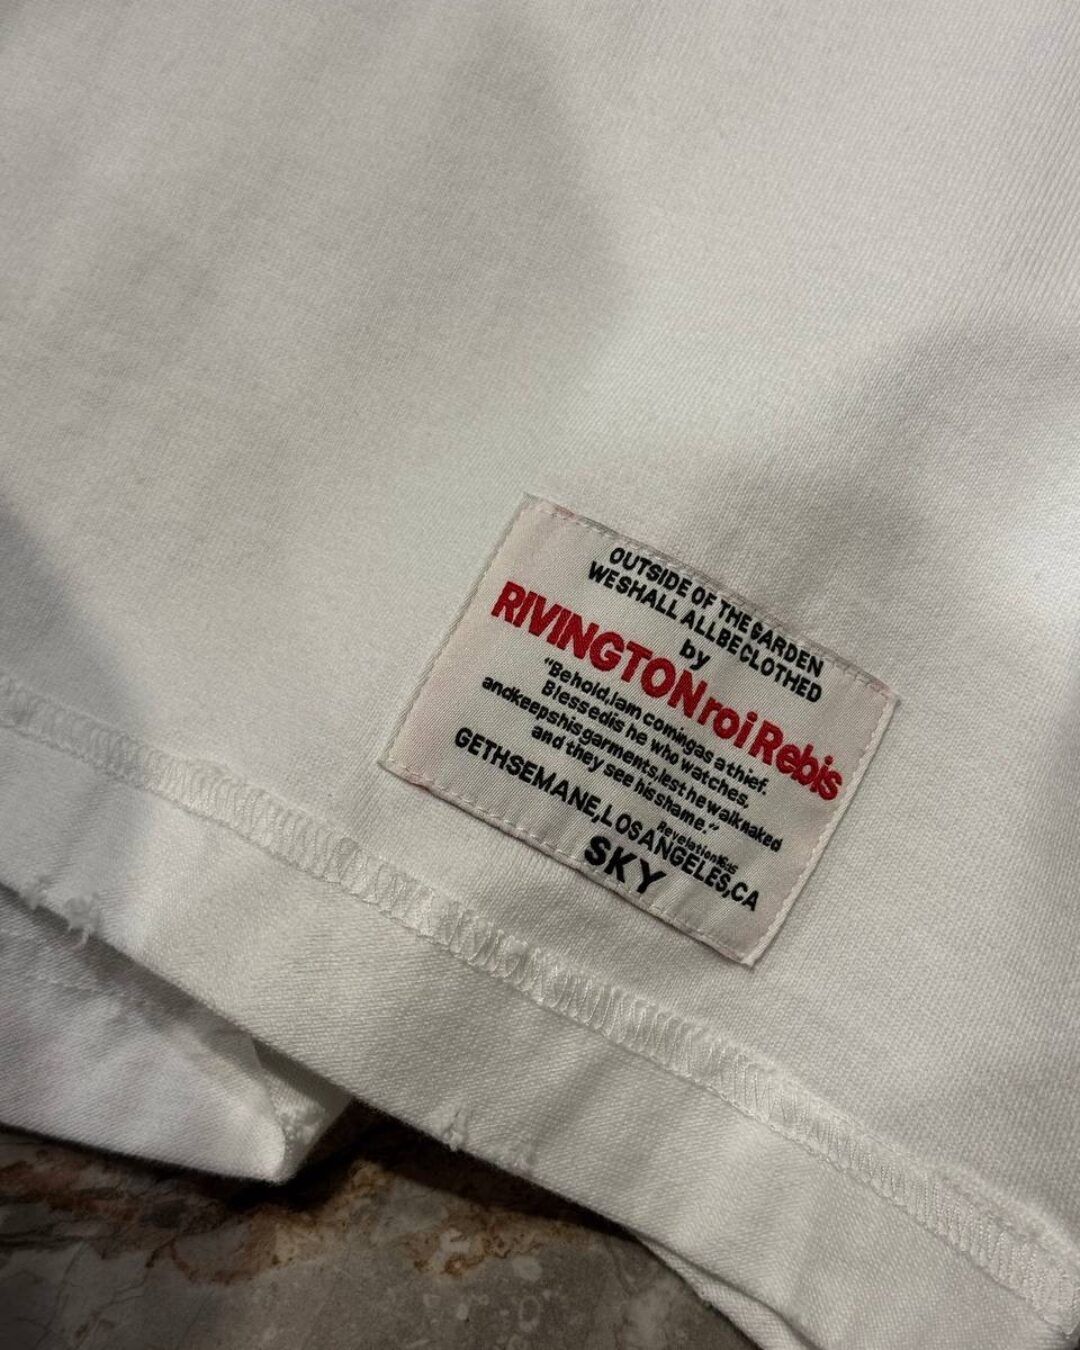 OUTSIDE OF THE GARDEN
WESHALL ALLBECLOTHED
by
RIVINGTONroiRebis
"Behold,Iam comingas athief.
Blessedis he who watches,
andkeepshisgarments,lest he walknaked
and they see hisshame."
Revelation16:15
GETHSEMANE,LOSANGELES,CA
SKY